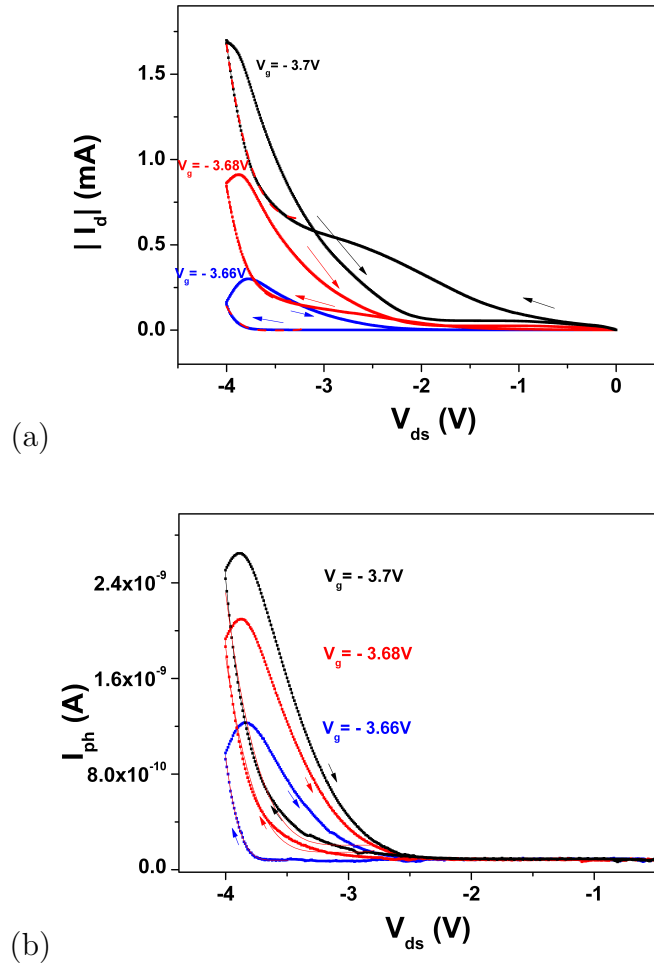 V_g = - 3.7V
1.5
| I_d | (mA)
1.0
V_g = - 3.68V
0.5
V_g = - 3.66V
0.0
-4 -3 -2 -1 0
V_ds (V)
(a)
V_g = - 3.7V
2.4x10^-9
V_g = - 3.68V
1.6x10^-9
I_ph (A)
V_g = - 3.66V
8.0x10^-10
0.0
-4 -3 -2 -1
V_ds (V)
(b)